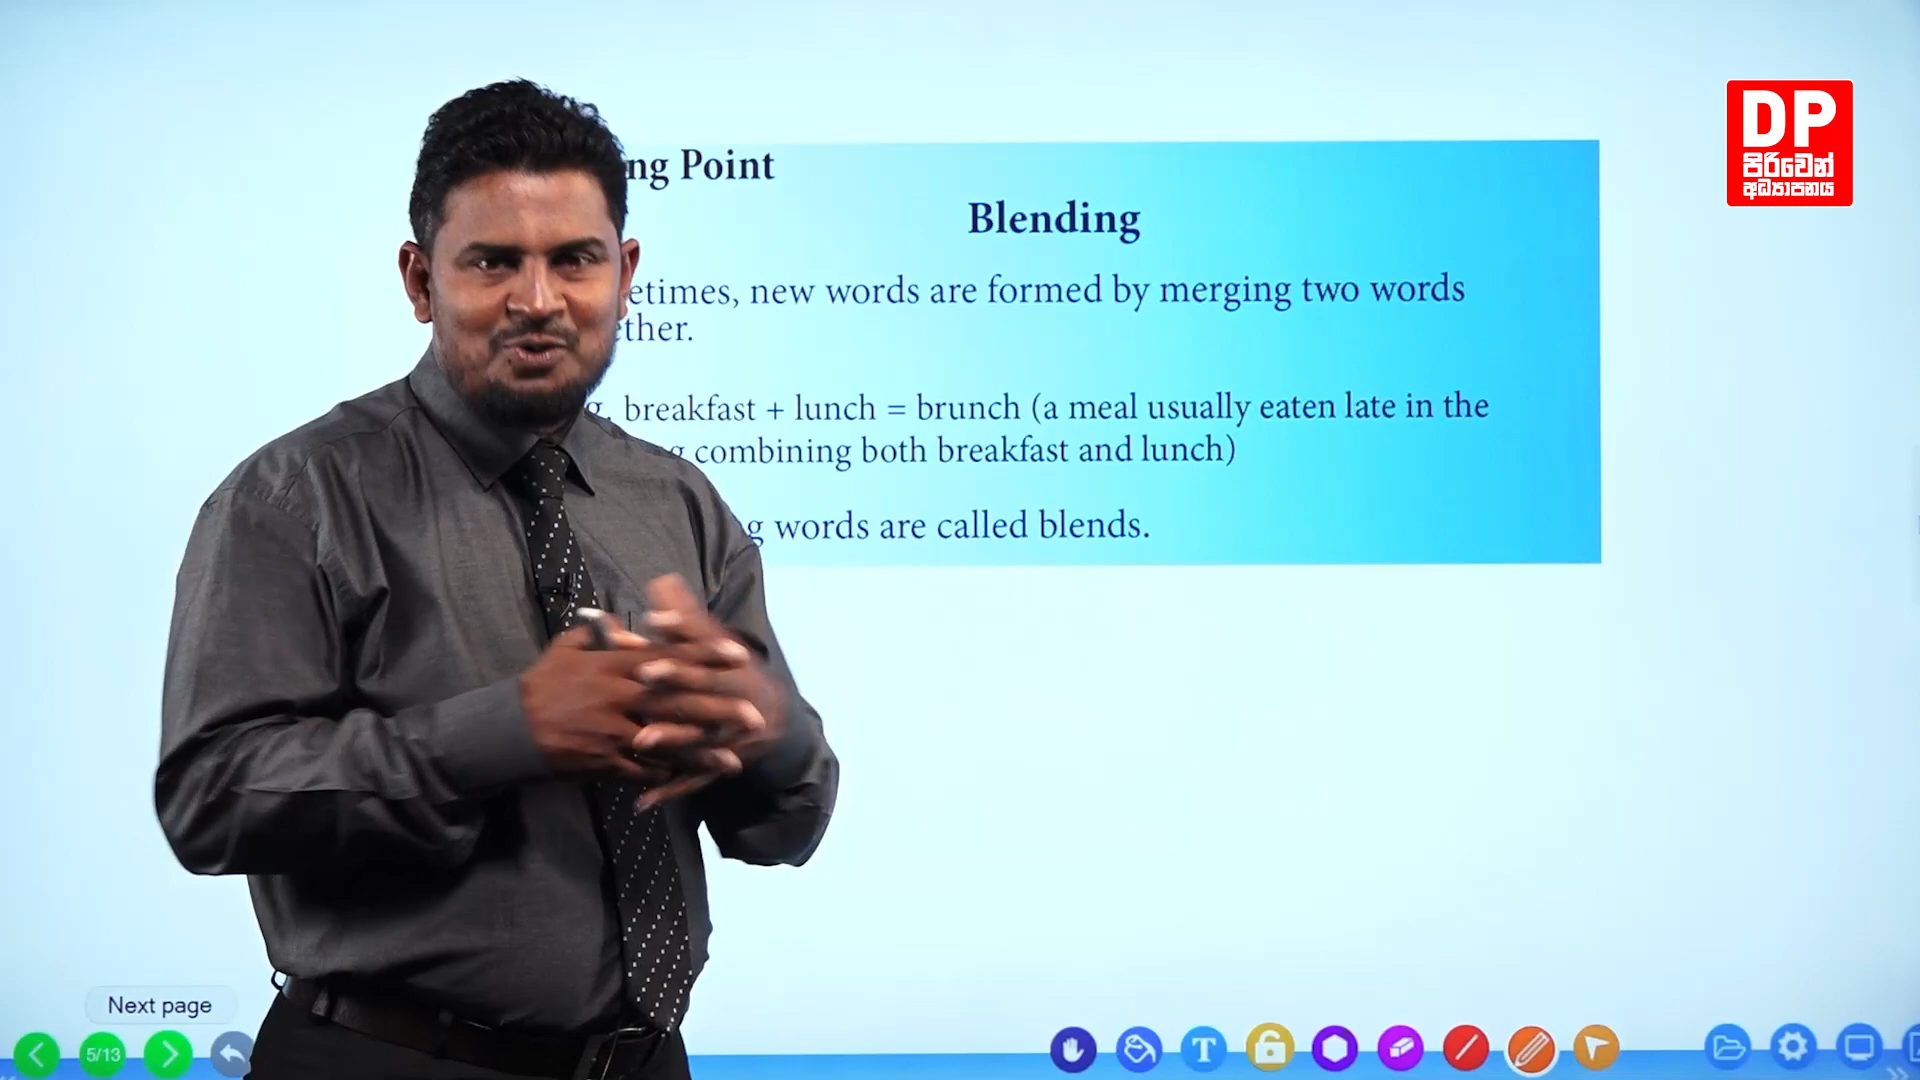 ng Point
Blending
etimes, new words are formed by merging two words
ether.
g. breakfast + lunch = brunch (a meal usually eaten late in the
g combining both breakfast and lunch)
g words are called blends.
DP
පිරිවෙන්
අධ්‍යාපනය
Next page
5/13
T